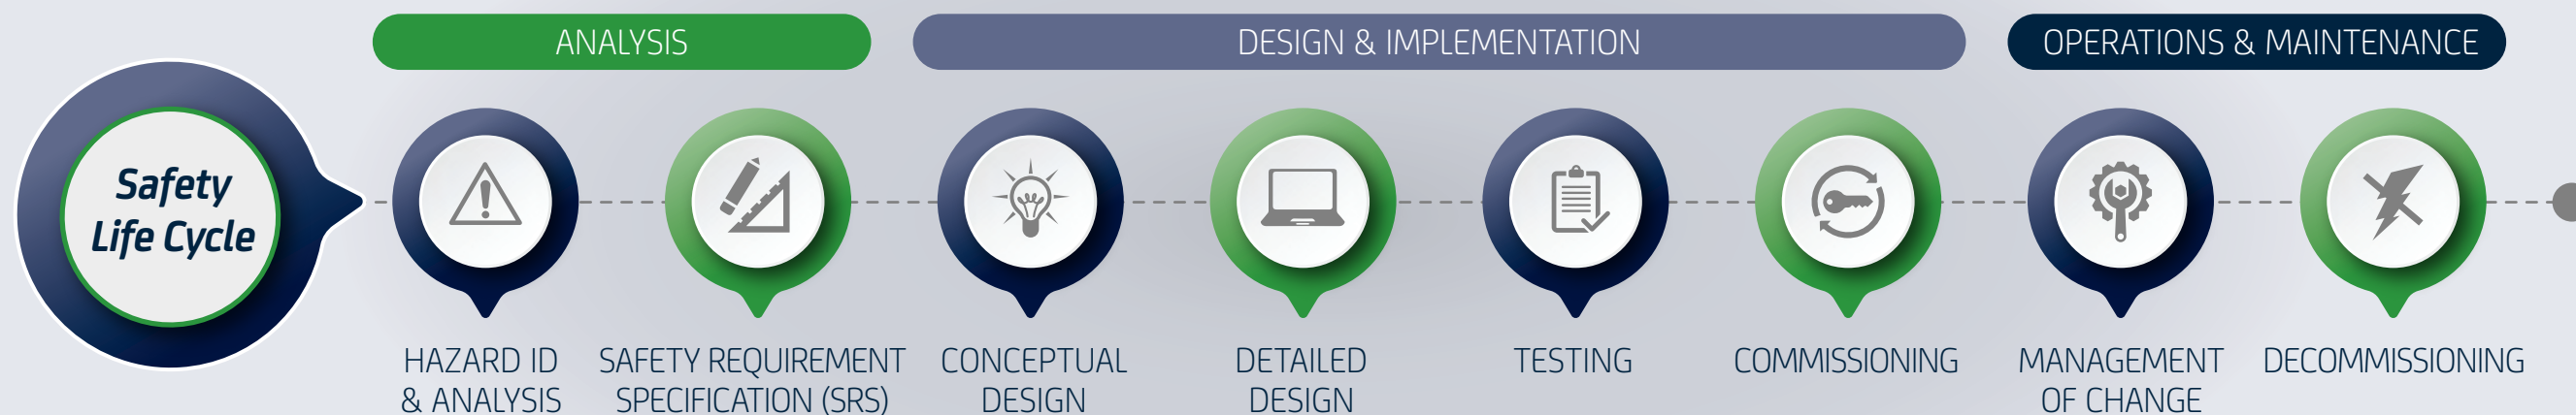 Safety
Life Cycle
ANALYSIS
DESIGN & IMPLEMENTATION
OPERATIONS & MAINTENANCE
HAZARD ID
& ANALYSIS
SAFETY REQUIREMENT
SPECIFICATION (SRS)
CONCEPTUAL
DESIGN
DETAILED
DESIGN
TESTING
COMMISSIONING
MANAGEMENT
OF CHANGE
DECOMMISSIONING